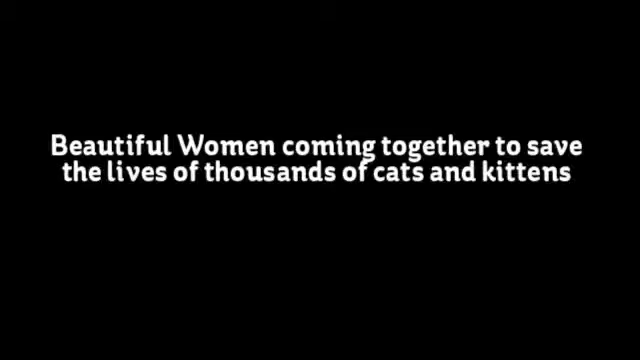 Beautiful Women coming together to save
the lives of thousands of cats and kittens